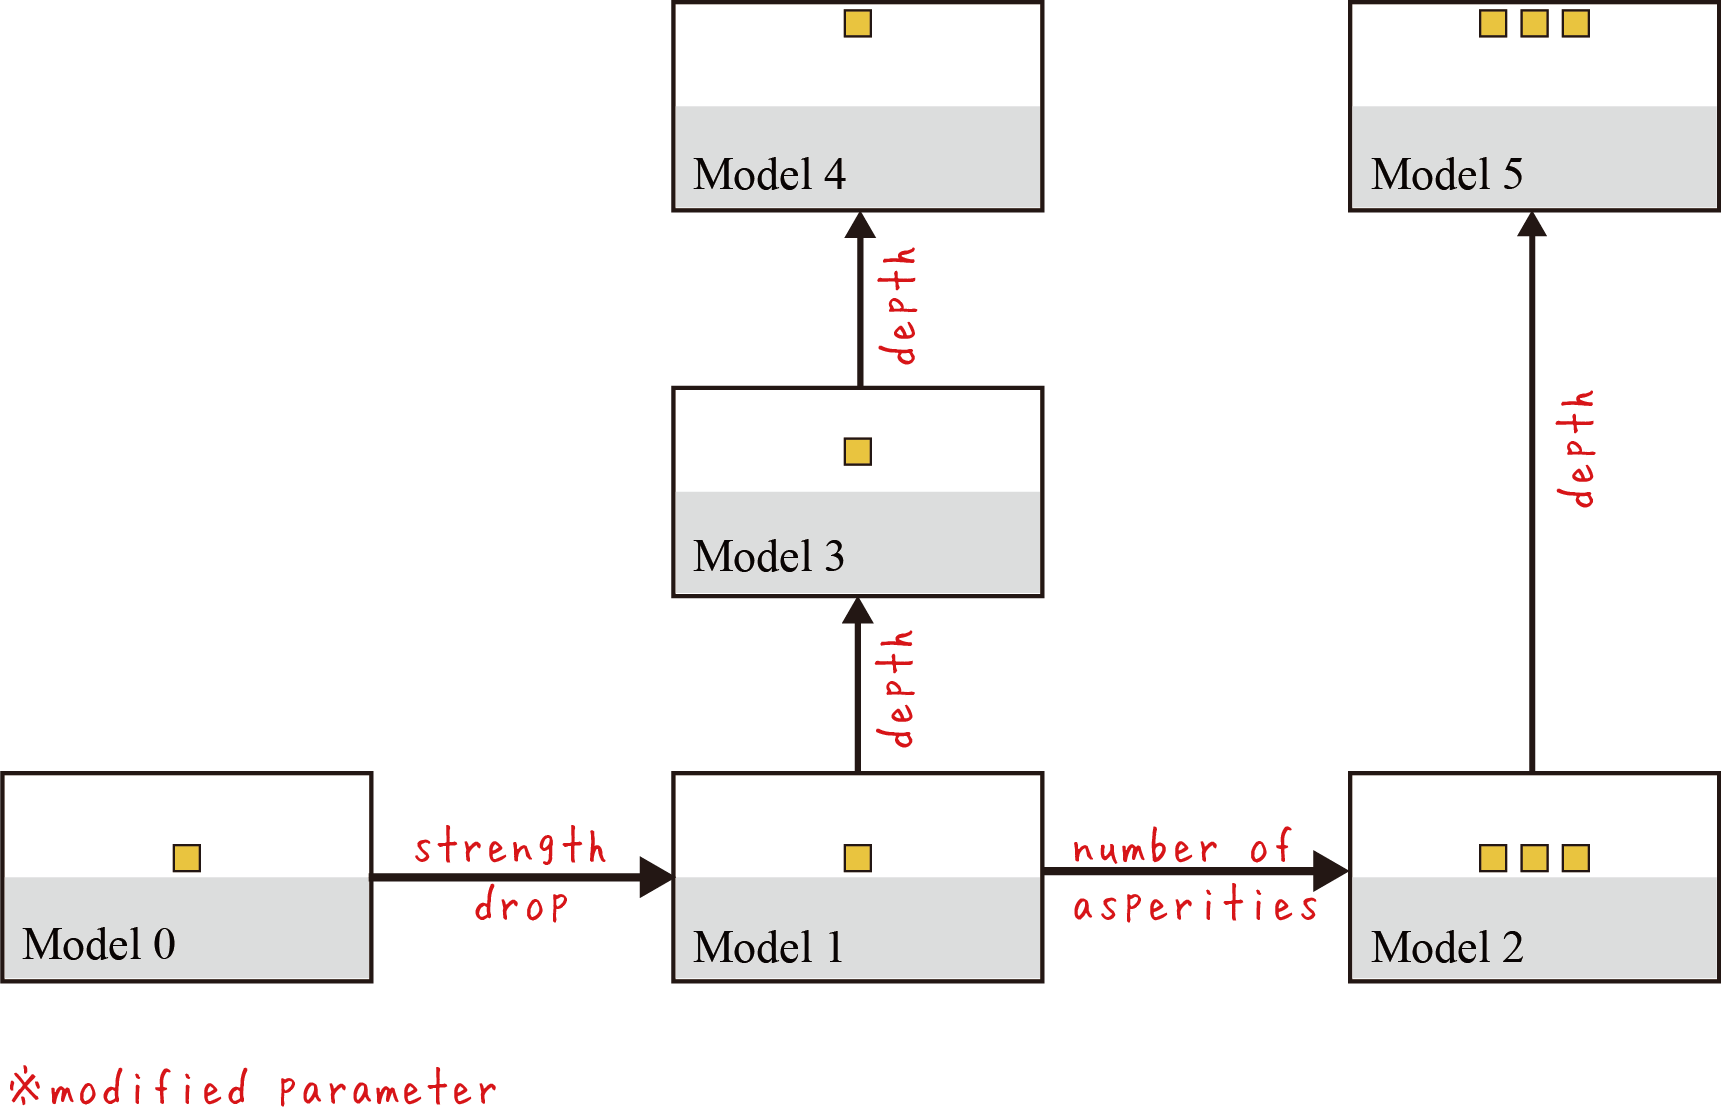 Model 4
Model 5
depth
depth
Model 3
depth
strength
drop
number of
asperities
Model 0
Model 1
Model 2
※modified parameter